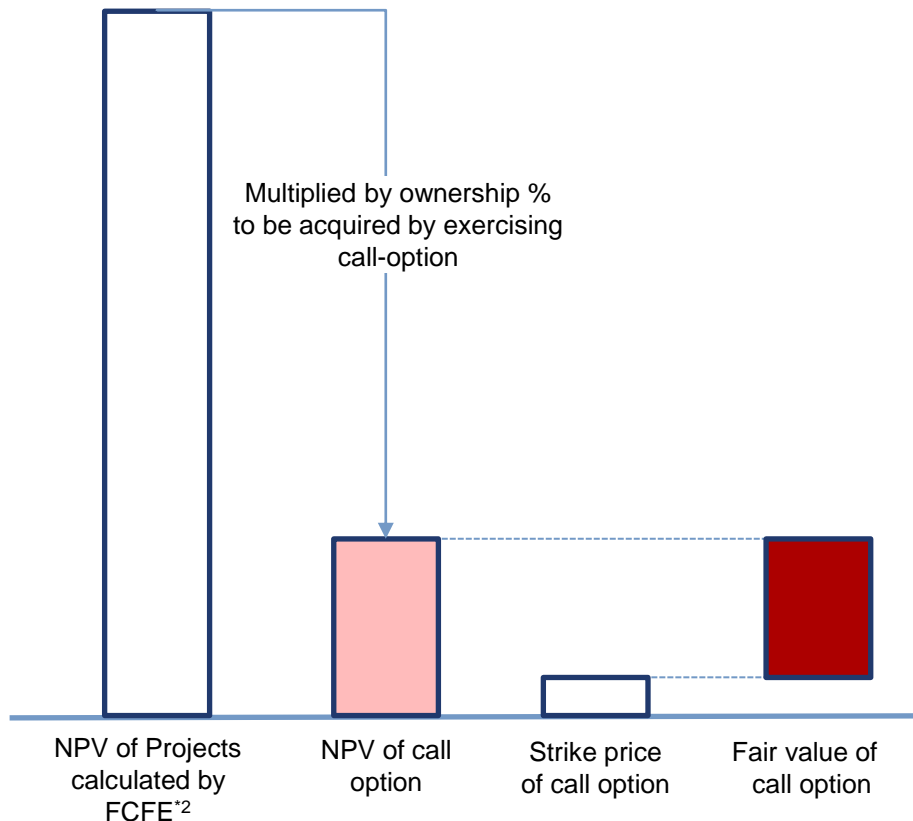 Multiplied by ownership %
to be acquired by exercising
call-option
NPV of Projects
calculated by
FCFE*2
NPV of call
option
Strike price
of call option
Fair value of
call option